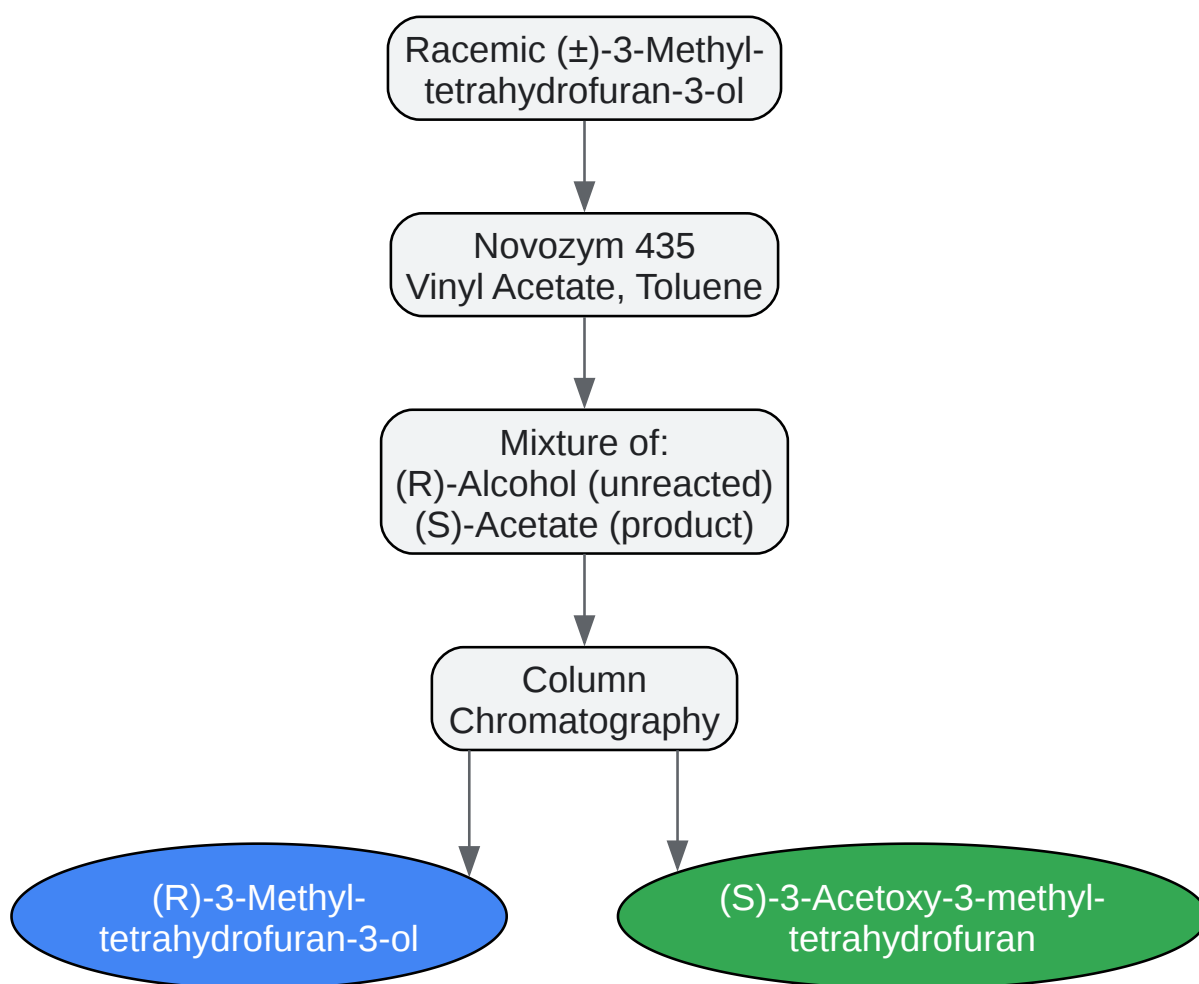 Racemic (±)-3-Methyl-
tetrahydrofuran-3-ol
Novozym 435
Vinyl Acetate, Toluene
Mixture of:
(R)-Alcohol (unreacted)
(S)-Acetate (product)
Column
Chromatography
(R)-3-Methyl-
tetrahydrofuran-3-ol
(S)-3-Acetoxy-3-methyl-
tetrahydrofuran